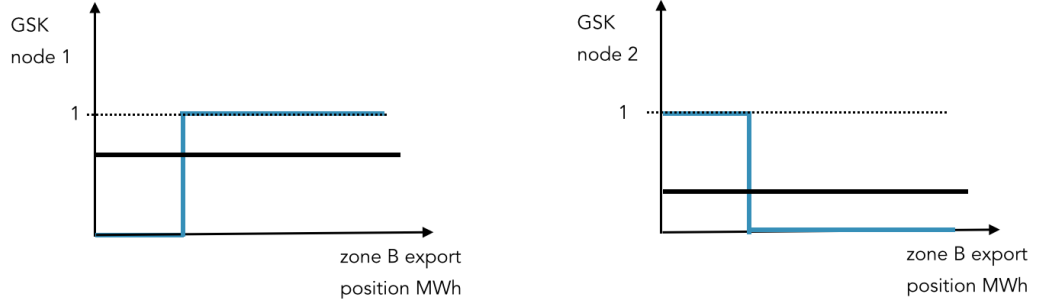 GSK
node 1
1
zone B export
position MWh
GSK
node 2
1
zone B export
position MWh